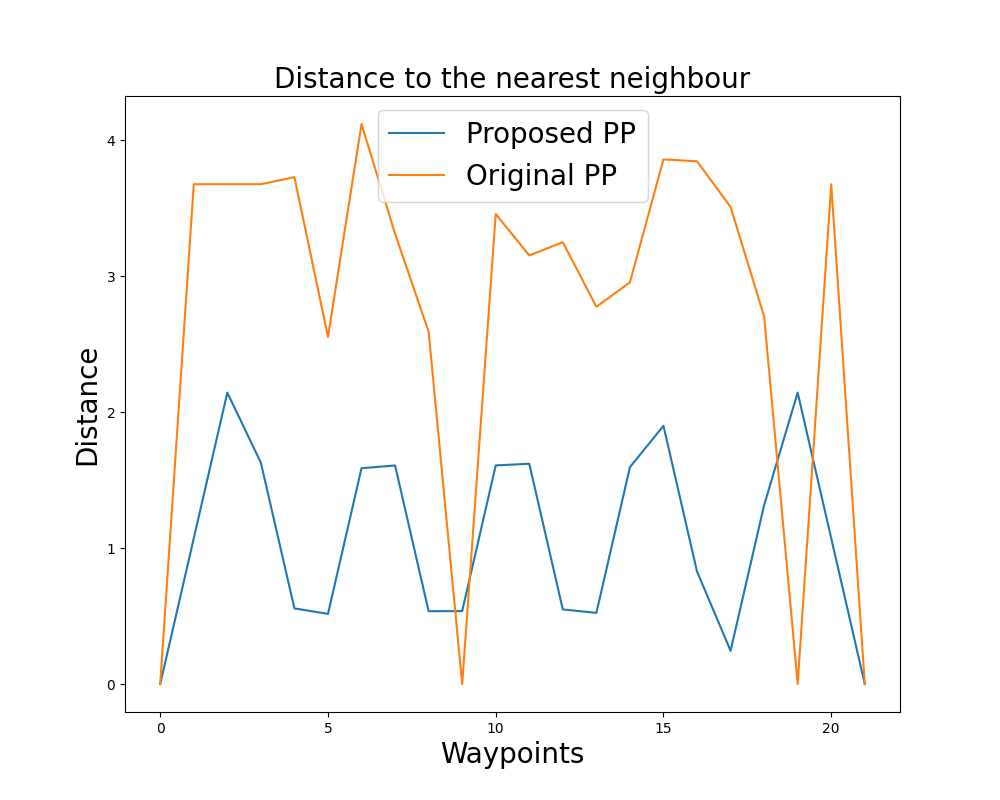 Distance to the nearest neighbour
Proposed PP
Original PP
Distance
4
3
2
1
0
0 5 10 15 20
Waypoints